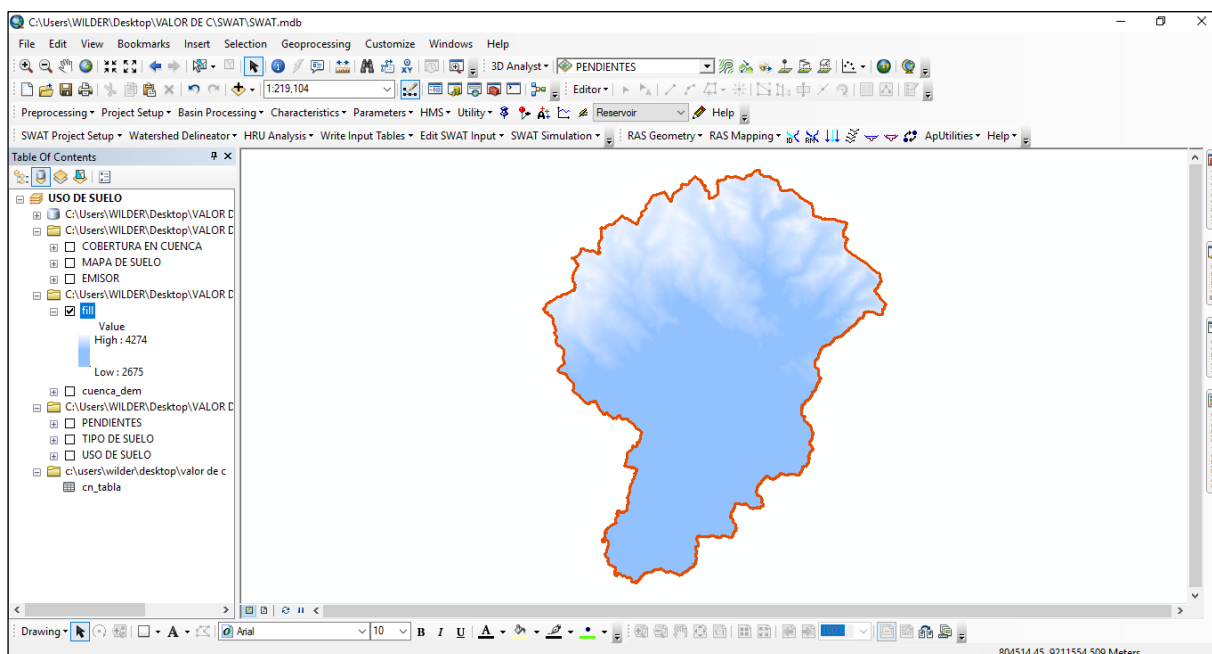 C:\Users\WILDER\Desktop\VALOR DE C\SWAT\SWAT.mdb
File Edit View Bookmarks Insert Selection Geoprocessing Customize Windows Help
3D Analyst PENDIENTES
1:219,104 Editor
Preprocessing Project Setup Basin Processing Characteristics Parameters HMS Utility Reservoir Help
SWAT Project Setup Watershed Delineator HRU Analysis Write Input Tables Edit SWAT Input SWAT Simulation RAS Geometry RAS Mapping ApUtilities Help
Table Of Contents
USO DE SUELO
C:\Users\WILDER\Desktop\VALOR D
C:\Users\WILDER\Desktop\VALOR D
COBERTURA EN CUENCA
MAPA DE SUELO
EMISOR
C:\Users\WILDER\Desktop\VALOR D
fill
Value
High : 4274
Low : 2675
cuenca_dem
C:\Users\WILDER\Desktop\VALOR D
PENDIENTES
TIPO DE SUELO
USO DE SUELO
c:\users\wilder\desktop\valor de c
cn_tabla
Drawing A Arial 10 B I U A
804514.45 9211554.509 Meters